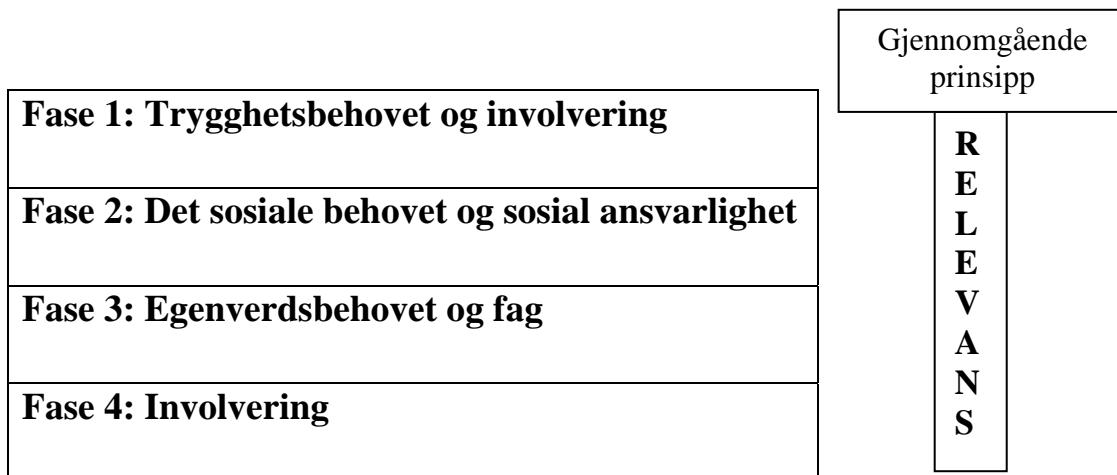 Gjennomgående
prinsipp
Fase 1: Trygghetsbehovet og involvering
Fase 2: Det sosiale behovet og sosial ansvarlighet
Fase 3: Egenverdsbehovet og fag
Fase 4: Involvering
R
E
L
E
V
A
N
S